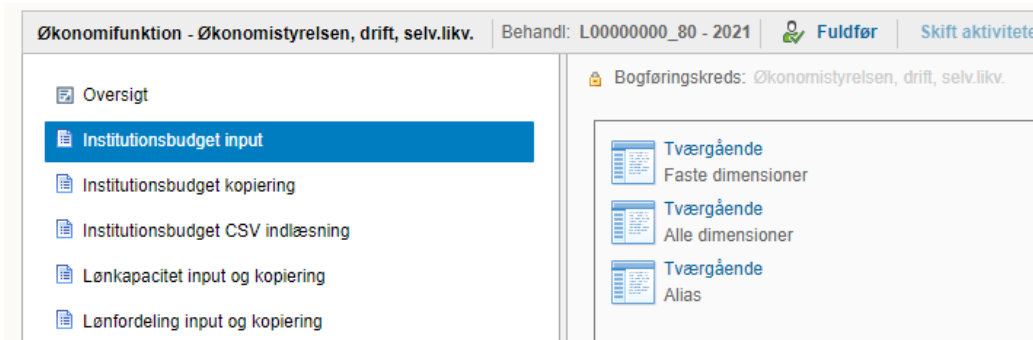 Økonomifunktion - Økonomistyrelsen, drift, selv.likv. Behandl: L00000000_80 - 2021 Fuldfør Skift aktivitete
Oversigt
Institutionsbudget input
Institutionsbudget kopiering
Institutionsbudget CSV indlæsning
Lønkapacitet input og kopiering
Lønfordeling input og kopiering
Bogføringskreds: Økonomistyrelsen, drift, selv.likv.
Tværgående
Faste dimensioner
Tværgående
Alle dimensioner
Tværgående
Alias